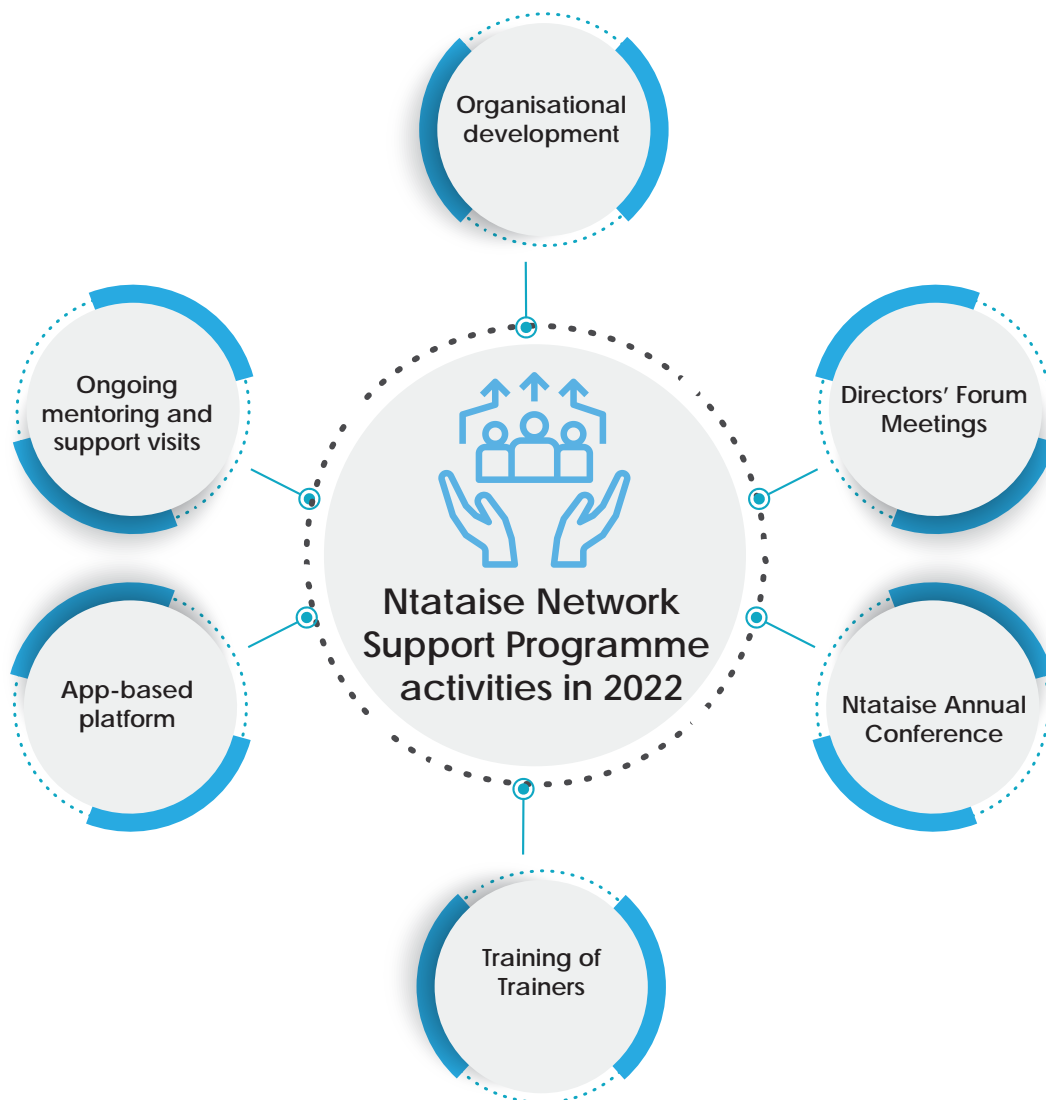 Organisational
development
Ongoing
mentoring and
support visits
Directors’ Forum
Meetings
Ntataise Network
Support Programme
activities in 2022
App-based
platform
Ntataise Annual
Conference
Training of
Trainers